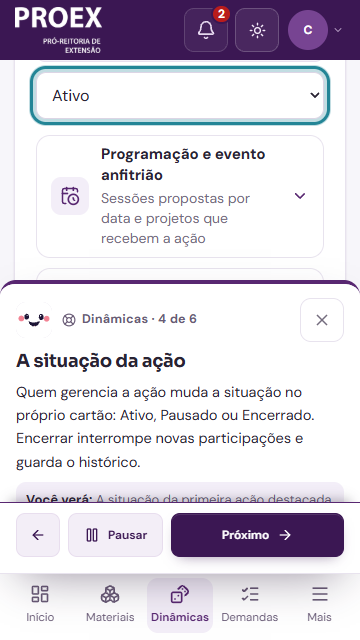 PROEX
PRÓ-REITORIA DE
EXTENSÃO
2
C
Ativo
Programação e evento
anfitrião
Sessões propostas por
data e projetos que
recebem a ação
Dinâmicas · 4 de 6
A situação da ação
Quem gerencia a ação muda a situação no
próprio cartão: Ativo, Pausado ou Encerrado.
Encerrar interrompe novas participações e
guarda o histórico.
Você verá: A situação da primeira ação destacada
Pausar
Próximo
Início
Materiais
Dinâmicas
Demandas
Mais